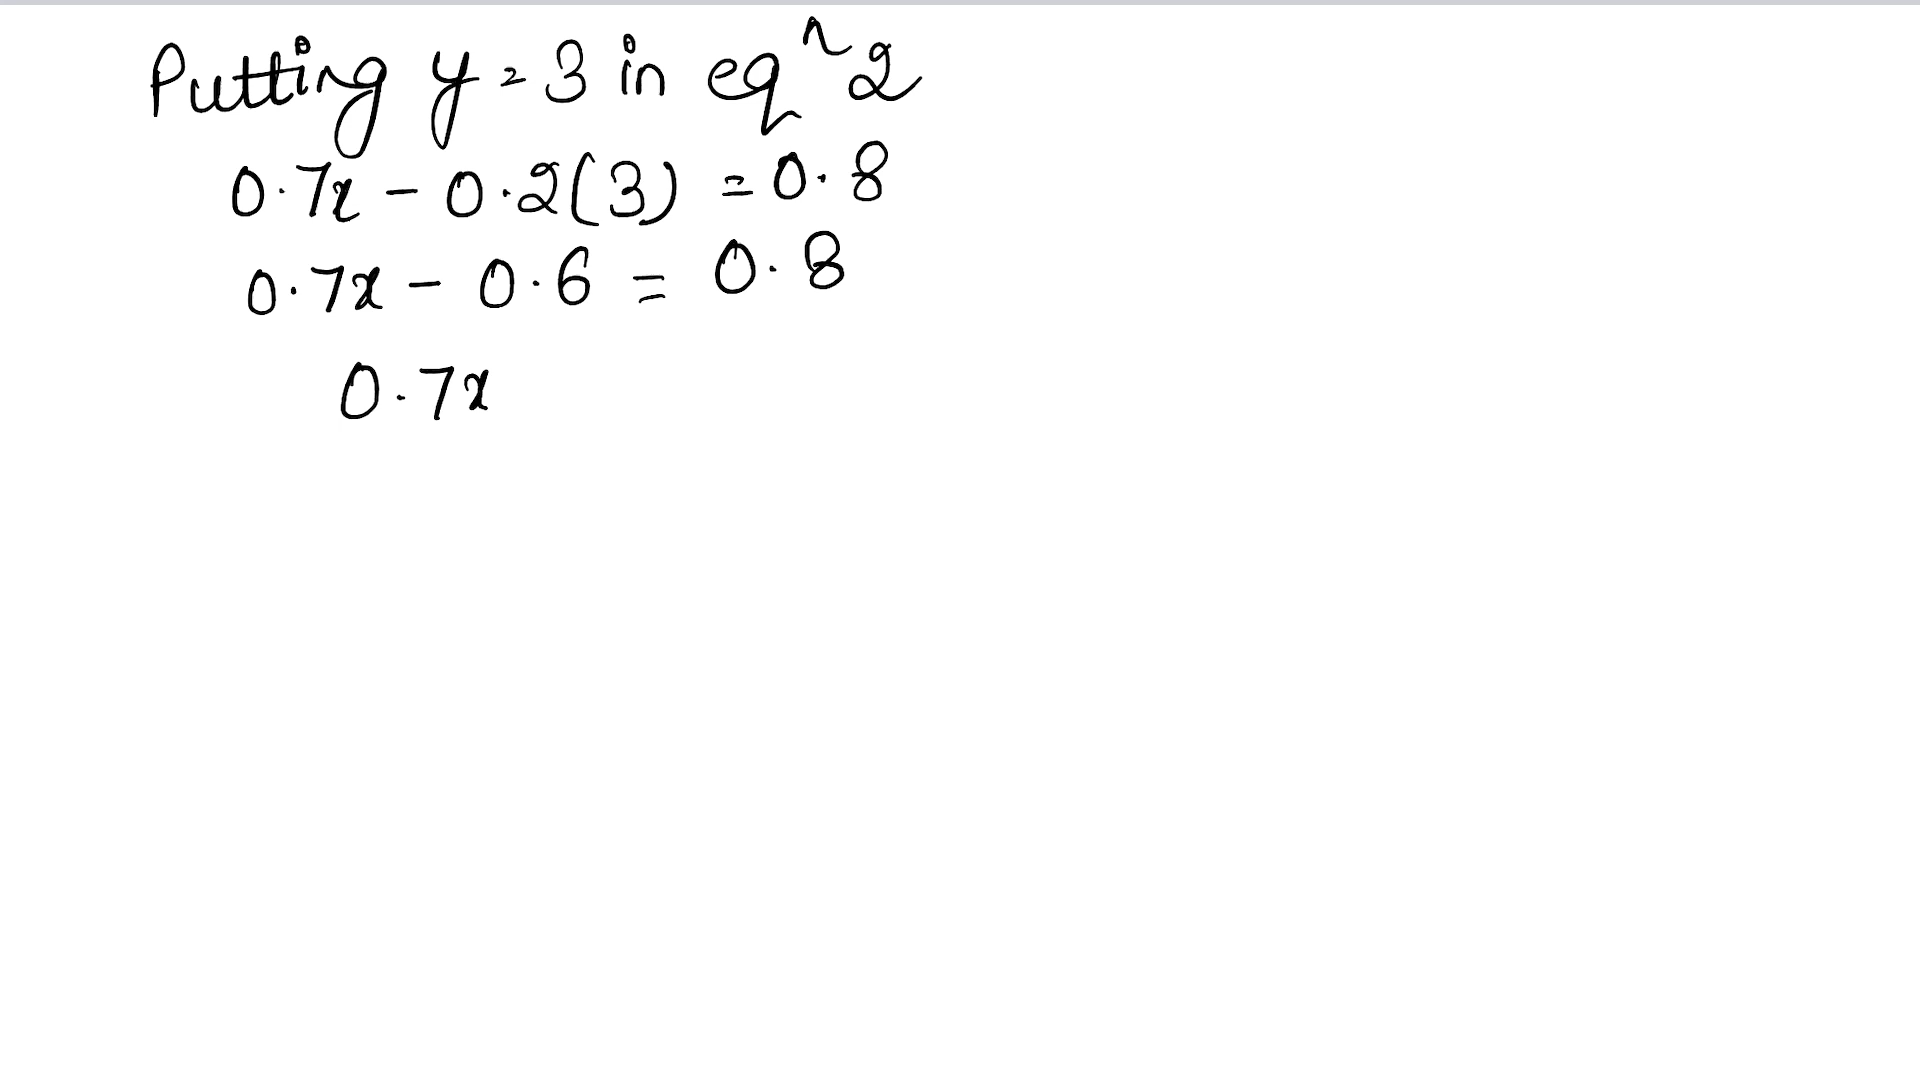 Putting y = 3 in eqⁿ 2
0.7x - 0.2(3) = 0.8
0.7x - 0.6 = 0.8
0.7x